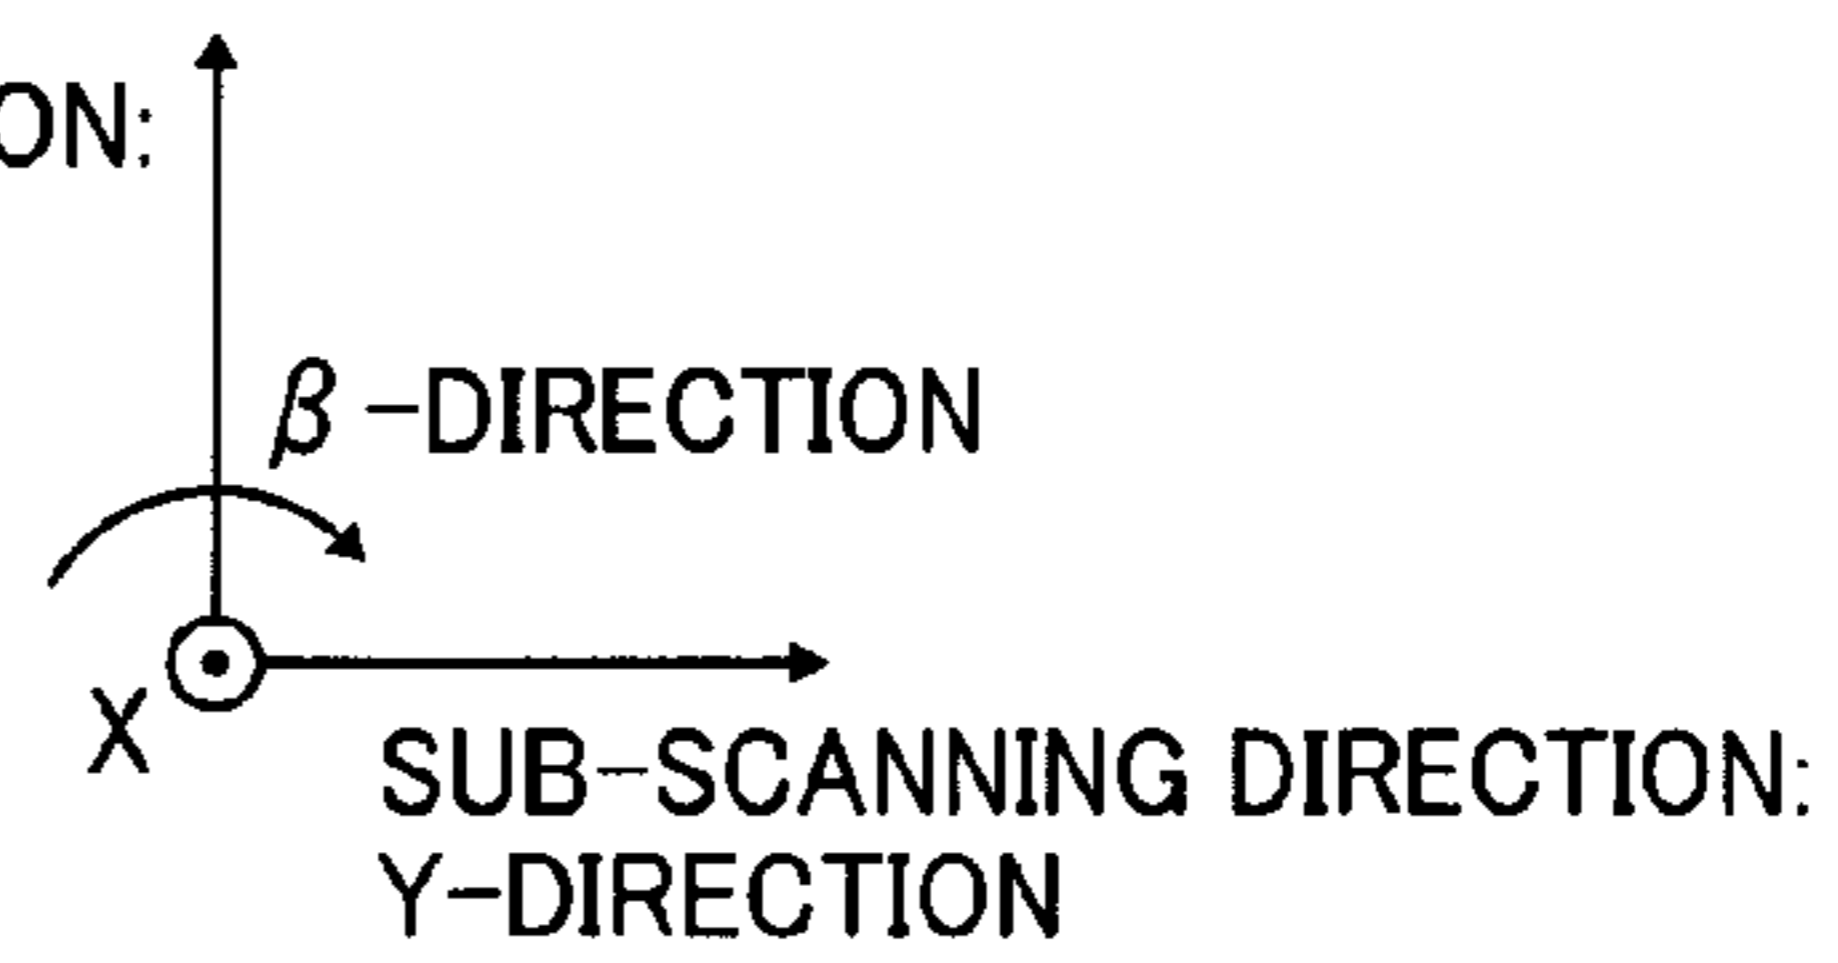 ON:
β-DIRECTION
X
SUB-SCANNING DIRECTION:
Y-DIRECTION